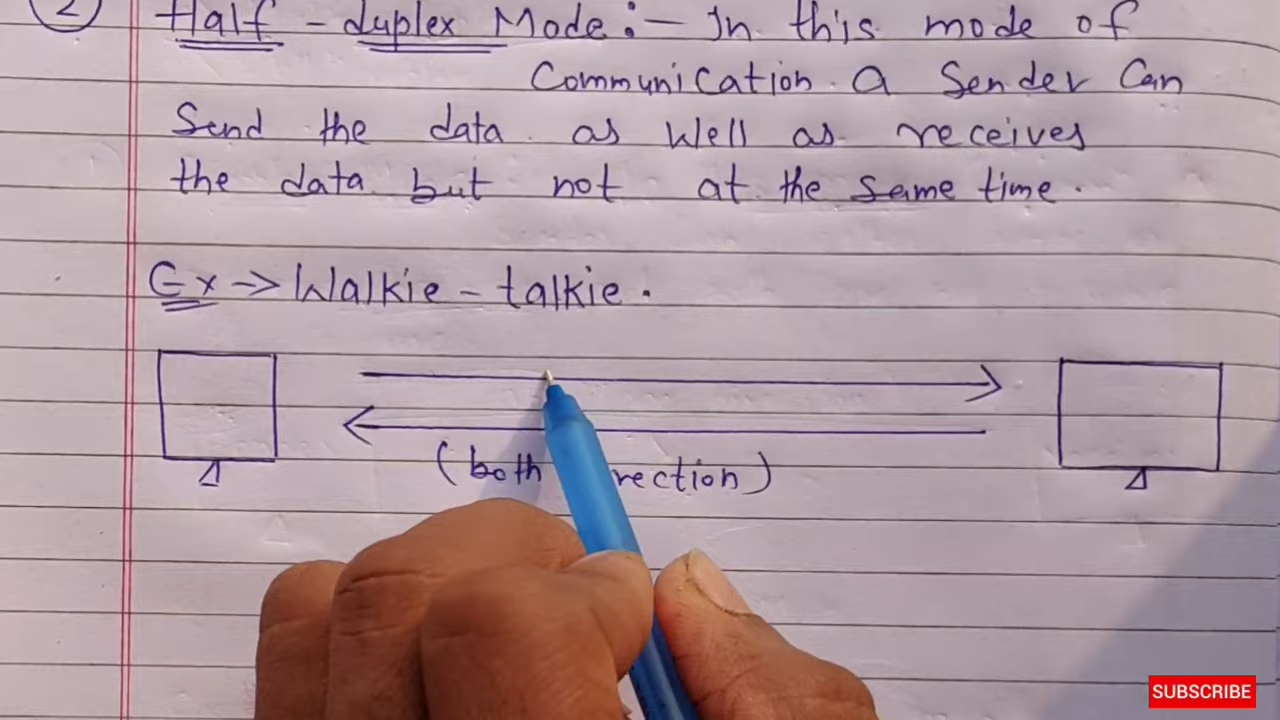 2 Half - duplex Mode :- In this mode of
Communication a Sender Can
Send the data as well as receives
the data but not at the same time.
Ex -> Walkie - talkie.
(both rection)
SUBSCRIBE